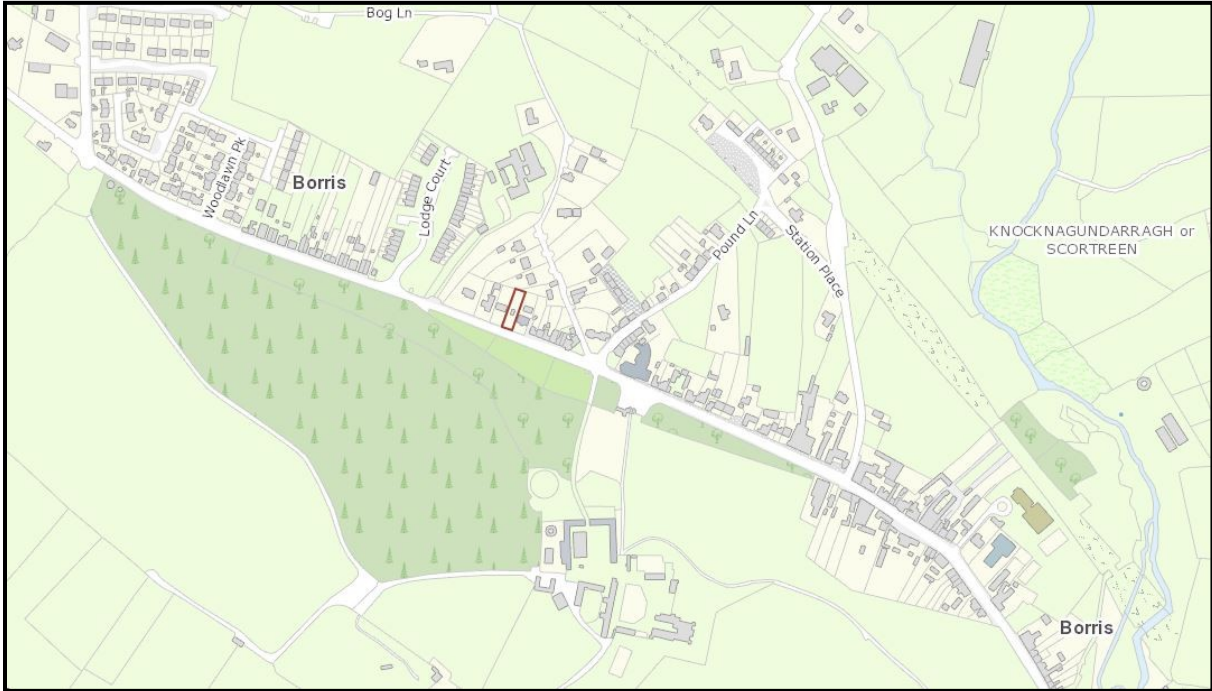 Bog Ln
Woodlawn Pk
Borris
Lodge Court
Pound Ln
Station Place
KNOCKNAGUNDARRAGH or
SCORTREEN
Borris